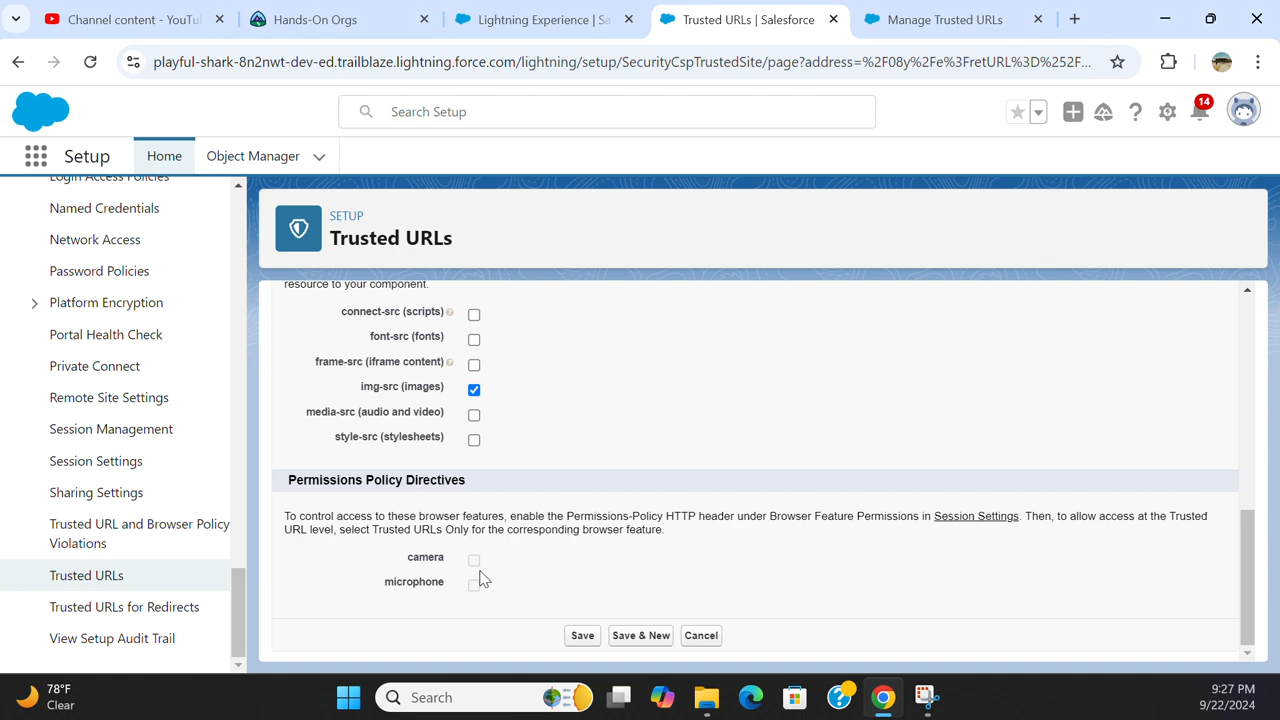 Channel content - YouTu
Hands-On Orgs
Lightning Experience | Sa
Trusted URLs | Salesforce
Manage Trusted URLs
playful-shark-8n2nwt-dev-ed.trailblaze.lightning.force.com/lightning/setup/SecurityCspTrustedSite/page?address=%2F08y%2Fe%3FretURL%3D%252F...
Search Setup
14
Setup
Home
Object Manager
Login Access Policies
Named Credentials
Network Access
Password Policies
Platform Encryption
Portal Health Check
Private Connect
Remote Site Settings
Session Management
Session Settings
Sharing Settings
Trusted URL and Browser Policy
Violations
Trusted URLs
Trusted URLs for Redirects
View Setup Audit Trail
SETUP
Trusted URLs
resource to your component.
connect-src (scripts)
font-src (fonts)
frame-src (iframe content)
img-src (images)
media-src (audio and video)
style-src (stylesheets)
Permissions Policy Directives
To control access to these browser features, enable the Permissions-Policy HTTP header under Browser Feature Permissions in Session Settings. Then, to allow access at the Trusted
URL level, select Trusted URLs Only for the corresponding browser feature.
camera
microphone
Save
Save & New
Cancel
78°F
Clear
Search
9:27 PM
9/22/2024